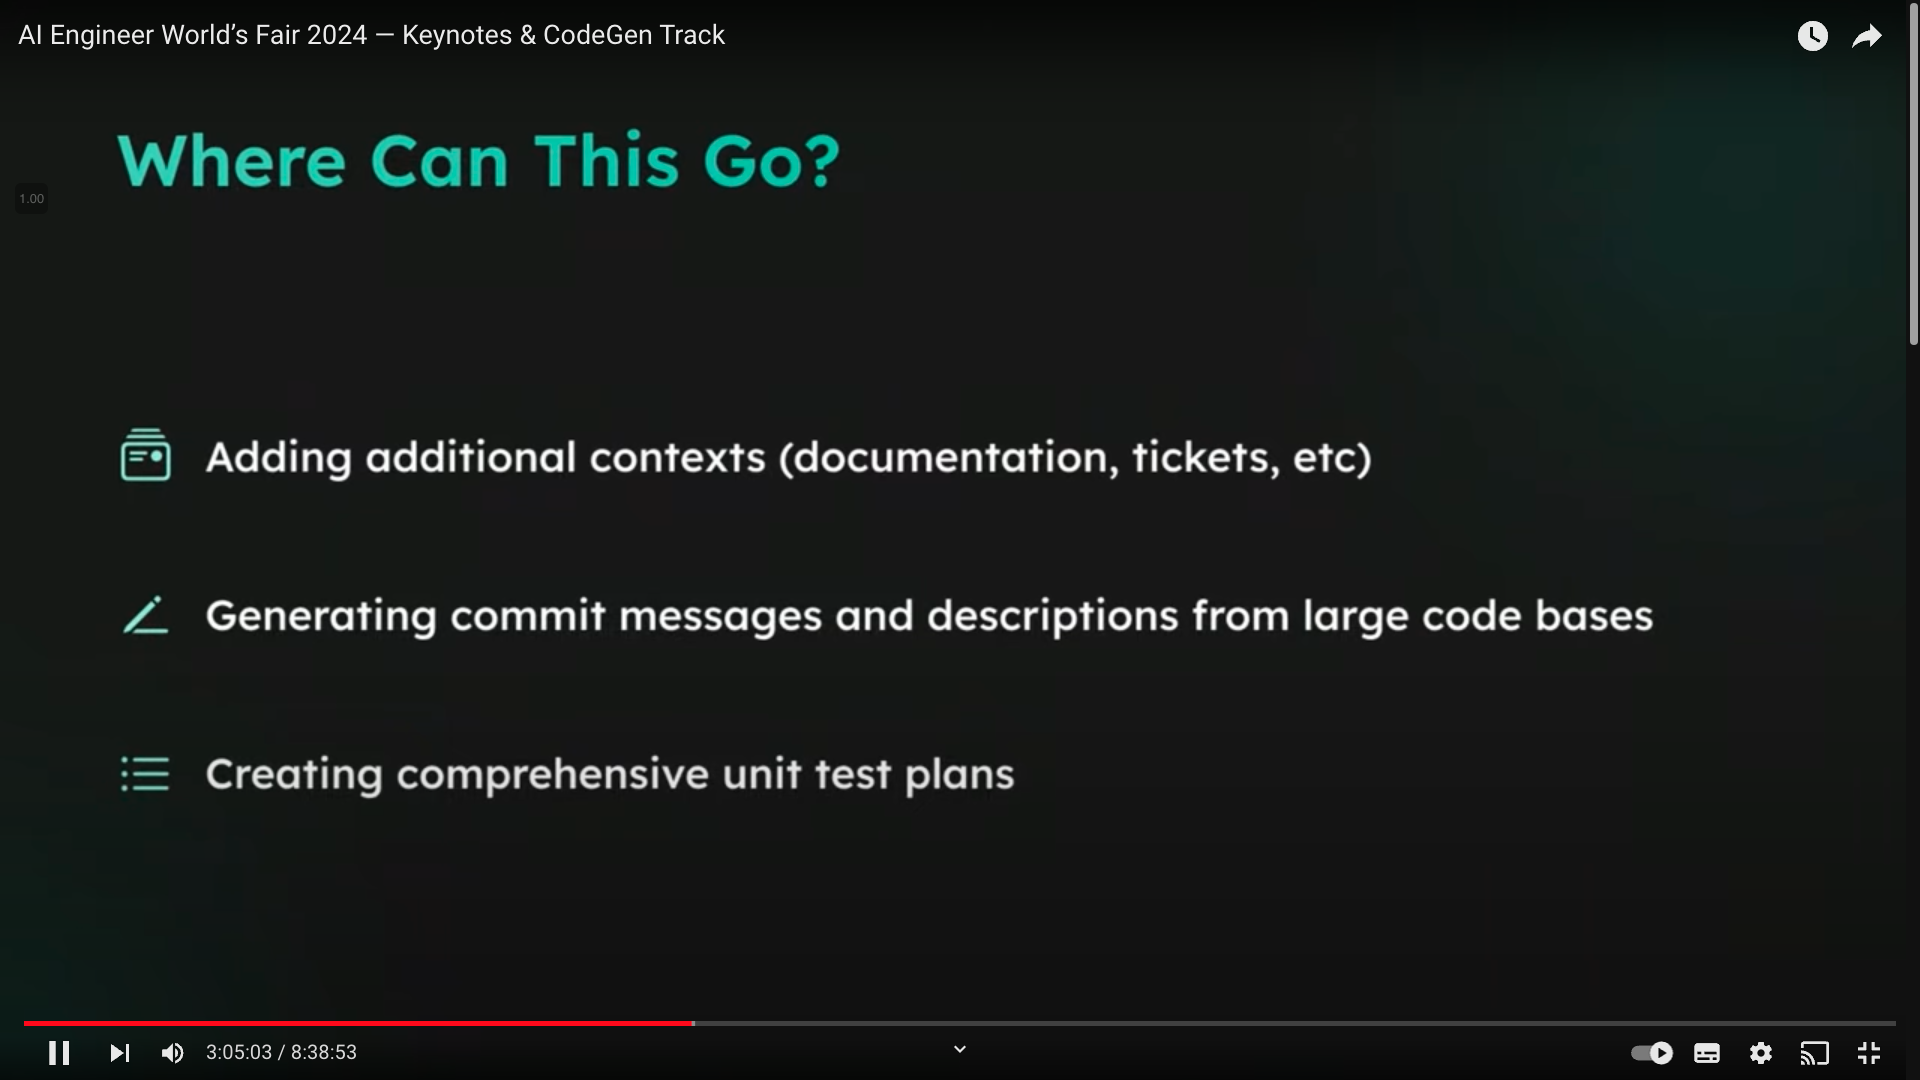 AI Engineer World’s Fair 2024 — Keynotes & CodeGen Track
Where Can This Go?
1.00
Adding additional contexts (documentation, tickets, etc)
Generating commit messages and descriptions from large code bases
Creating comprehensive unit test plans
3:05:03 / 8:38:53